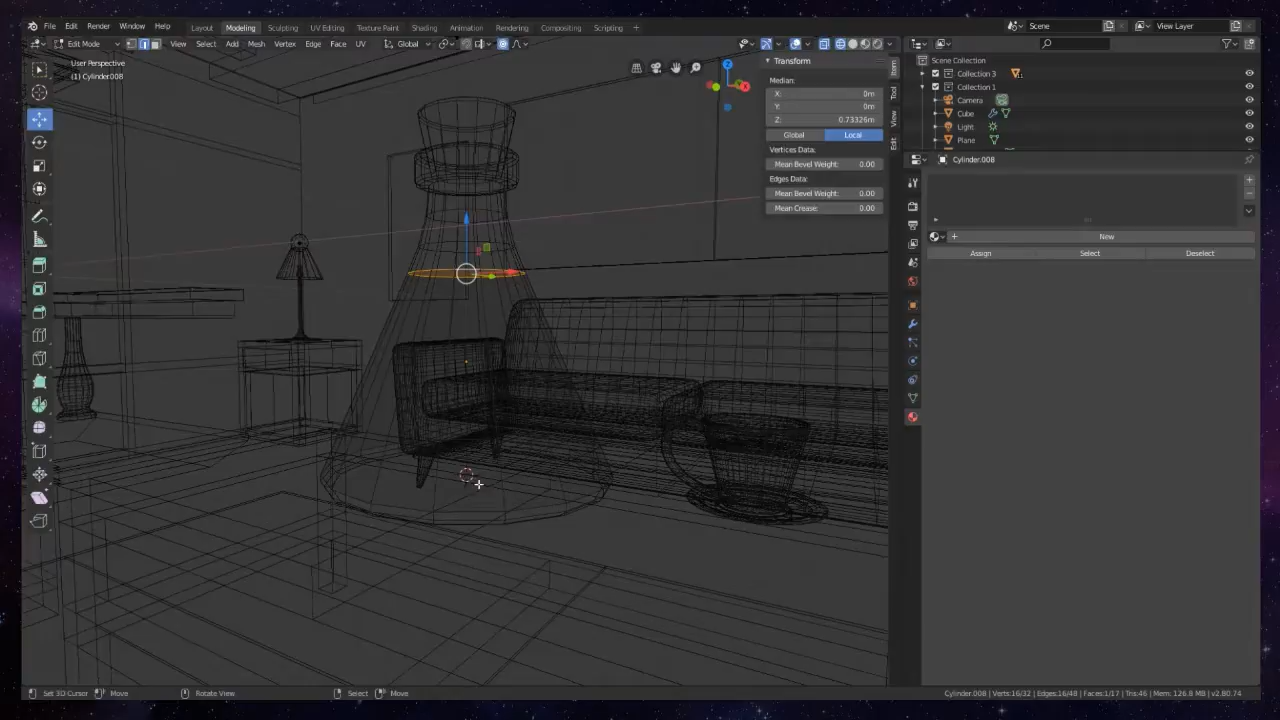 File Edit Render Window Help Layout Modeling Sculpting UV Editing Texture Paint Shading Animation Rendering Compositing Scripting + Scene View Layer
Edit Mode View Select Add Mesh Vertex Edge Face UV Global
User Perspective
(1) Cylinder.008
Transform
Median:
X: 0m
Y: 0m
Z: 0.73326m
Global Local
Vertices Data:
Mean Bevel Weight: 0.00
Edges Data:
Mean Bevel Weight: 0.00
Mean Crease: 0.00
Item
Tool
View
Edit
Scene Collection
Collection 3
Collection 1
Camera
Cube
Light
Plane
Cylinder.008
New
Assign Select Deselect
Set 3D Cursor Move Rotate View Select Move Cylinder.008 | Verts:16/32 | Edges:16/48 | Faces:1/17 | Tris:46 | Mem: 126.8 MB | v2.80.74